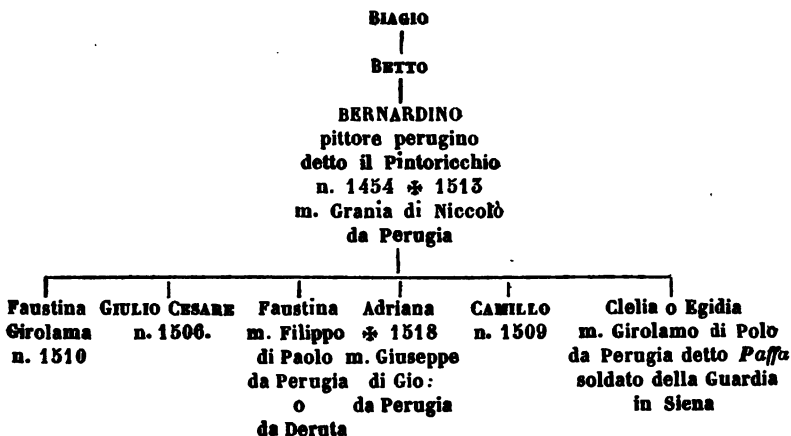 BIAGIO
BETTO
BERNARDINO
pittore perugino
detto il Pintoricchio
n. 1454 ✠ 1513
m. Grania di Niccolò
da Perugia
Faustina
Girolama
n. 1510
GIULIO CESARE
n. 1506.
Faustina
m. Filippo
di Paolo
da Perugia
o
da Deruta
Adriana
✠ 1518
m. Giuseppe
di Gio:
da Perugia
CAMILLO
n. 1509
Clelia o Egidia
m. Girolamo di Polo
da Perugia detto Paffa
soldato della Guardia
in Siena